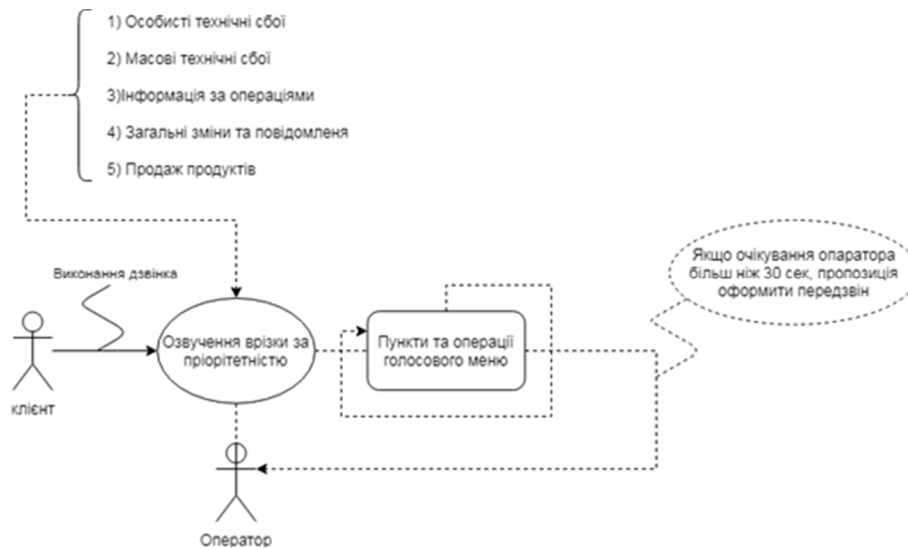 1) Особисті технічні сбої
2) Масові технічні сбої
3)Інформація за операціями
4) Загальні зміни та повідомленя
5) Продаж продуктів
Якщо очікування опаратора
більш ніж 30 сек, пропозиція
оформити передзвін
Виконання дзвінка
Озвучення врізки за
пріорітетністю
Пункти та операції
голосового меню
клієнт
Оператор